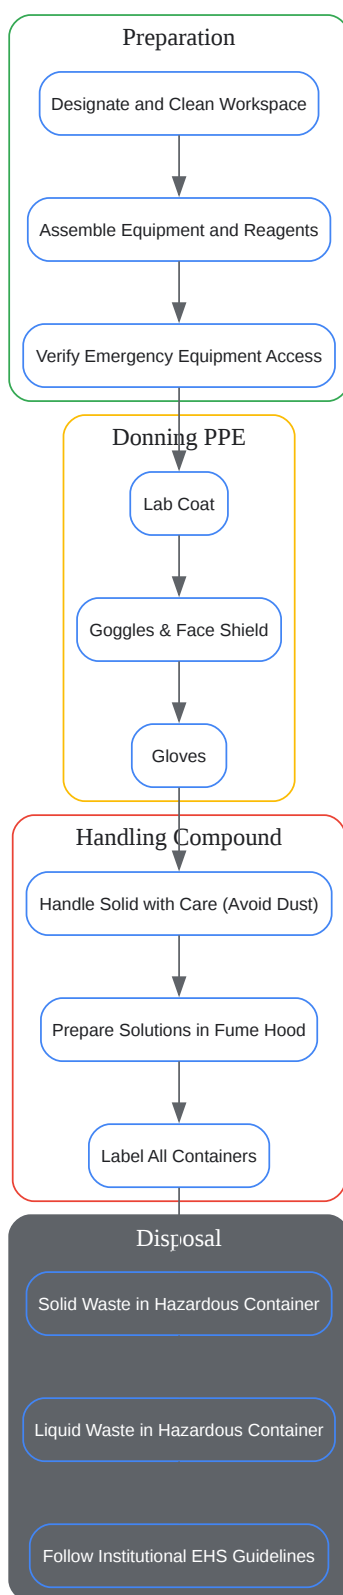 Preparation
Designate and Clean Workspace
Assemble Equipment and Reagents
Verify Emergency Equipment Access
Donning PPE
Lab Coat
Goggles & Face Shield
Gloves
Handling Compound
Handle Solid with Care (Avoid Dust)
Prepare Solutions in Fume Hood
Label All Containers
Disposal
Solid Waste in Hazardous Container
Liquid Waste in Hazardous Container
Follow Institutional EHS Guidelines